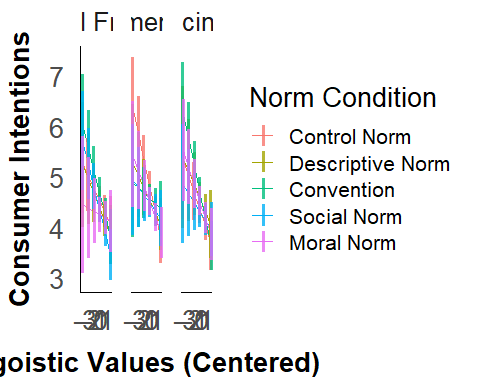 Consumer Intentions
7
6
5
4
3
Norm Condition
Control Norm
Descriptive Norm
Convention
Social Norm
Moral Norm
Values (Centered)